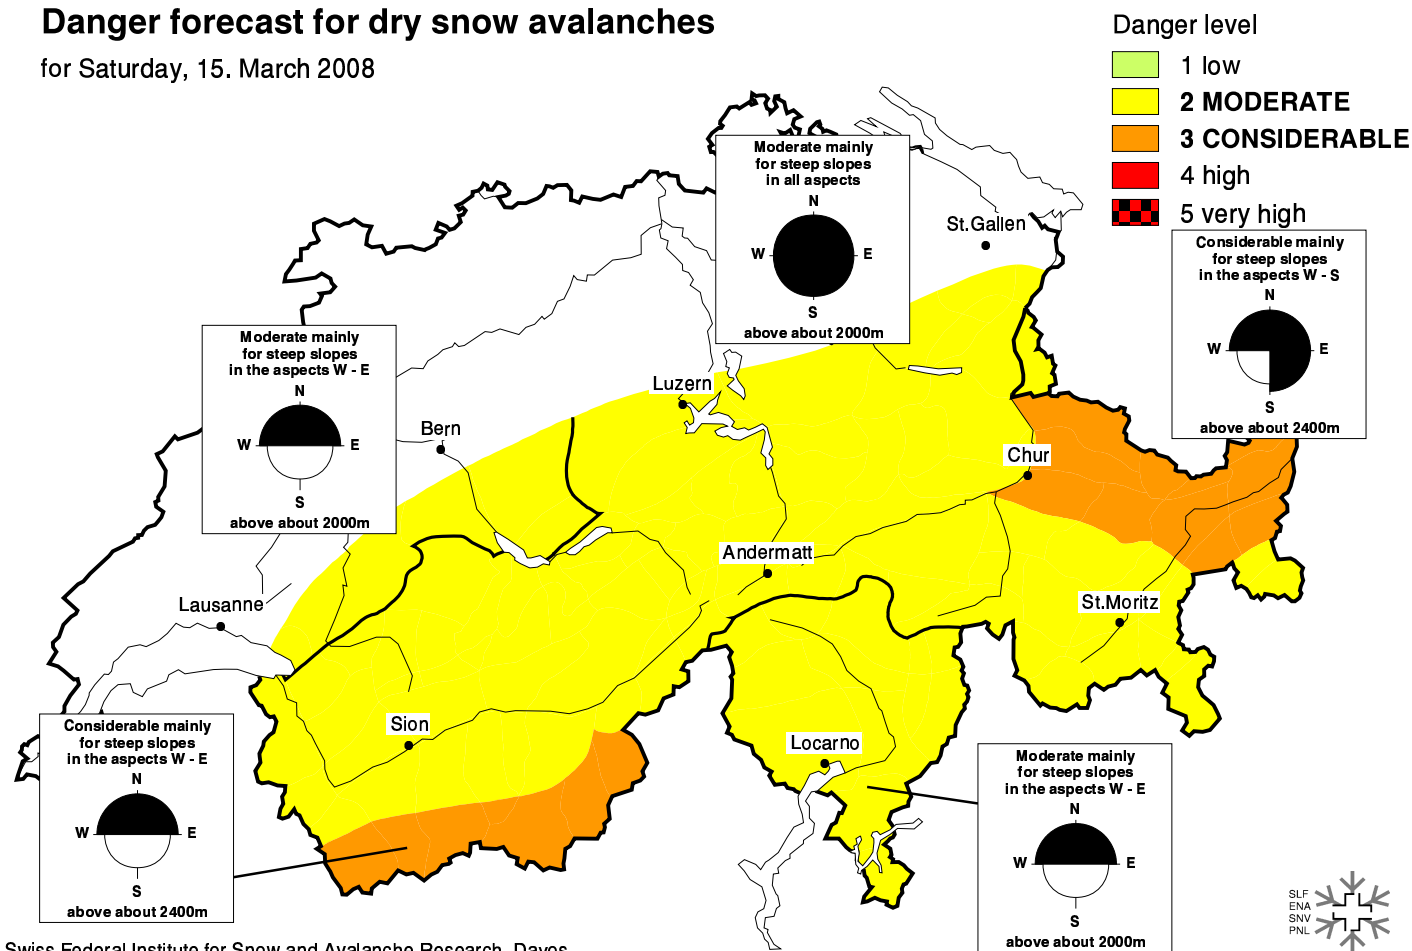 Danger forecast for dry snow avalanches
for Saturday, 15. March 2008
Danger level
1 low
2 MODERATE
3 CONSIDERABLE
4 high
5 very high
Moderate mainly
for steep slopes
in all aspects
N
W E
S
above about 2000m
St.Gallen
Considerable mainly
for steep slopes
in the aspects W - S
N
W E
S
above about 2400m
Moderate mainly
for steep slopes
in the aspects W - E
N
W E
S
above about 2000m
Luzern
Bern
Chur
Andermatt
Lausanne
St.Moritz
Sion
Locarno
Considerable mainly
for steep slopes
in the aspects W - E
N
W E
S
above about 2400m
Moderate mainly
for steep slopes
in the aspects W - E
N
W E
S
above about 2000m
SLF
ENA
SNV
PNL
Swiss Federal Institute for Snow and Avalanche Research, Davos